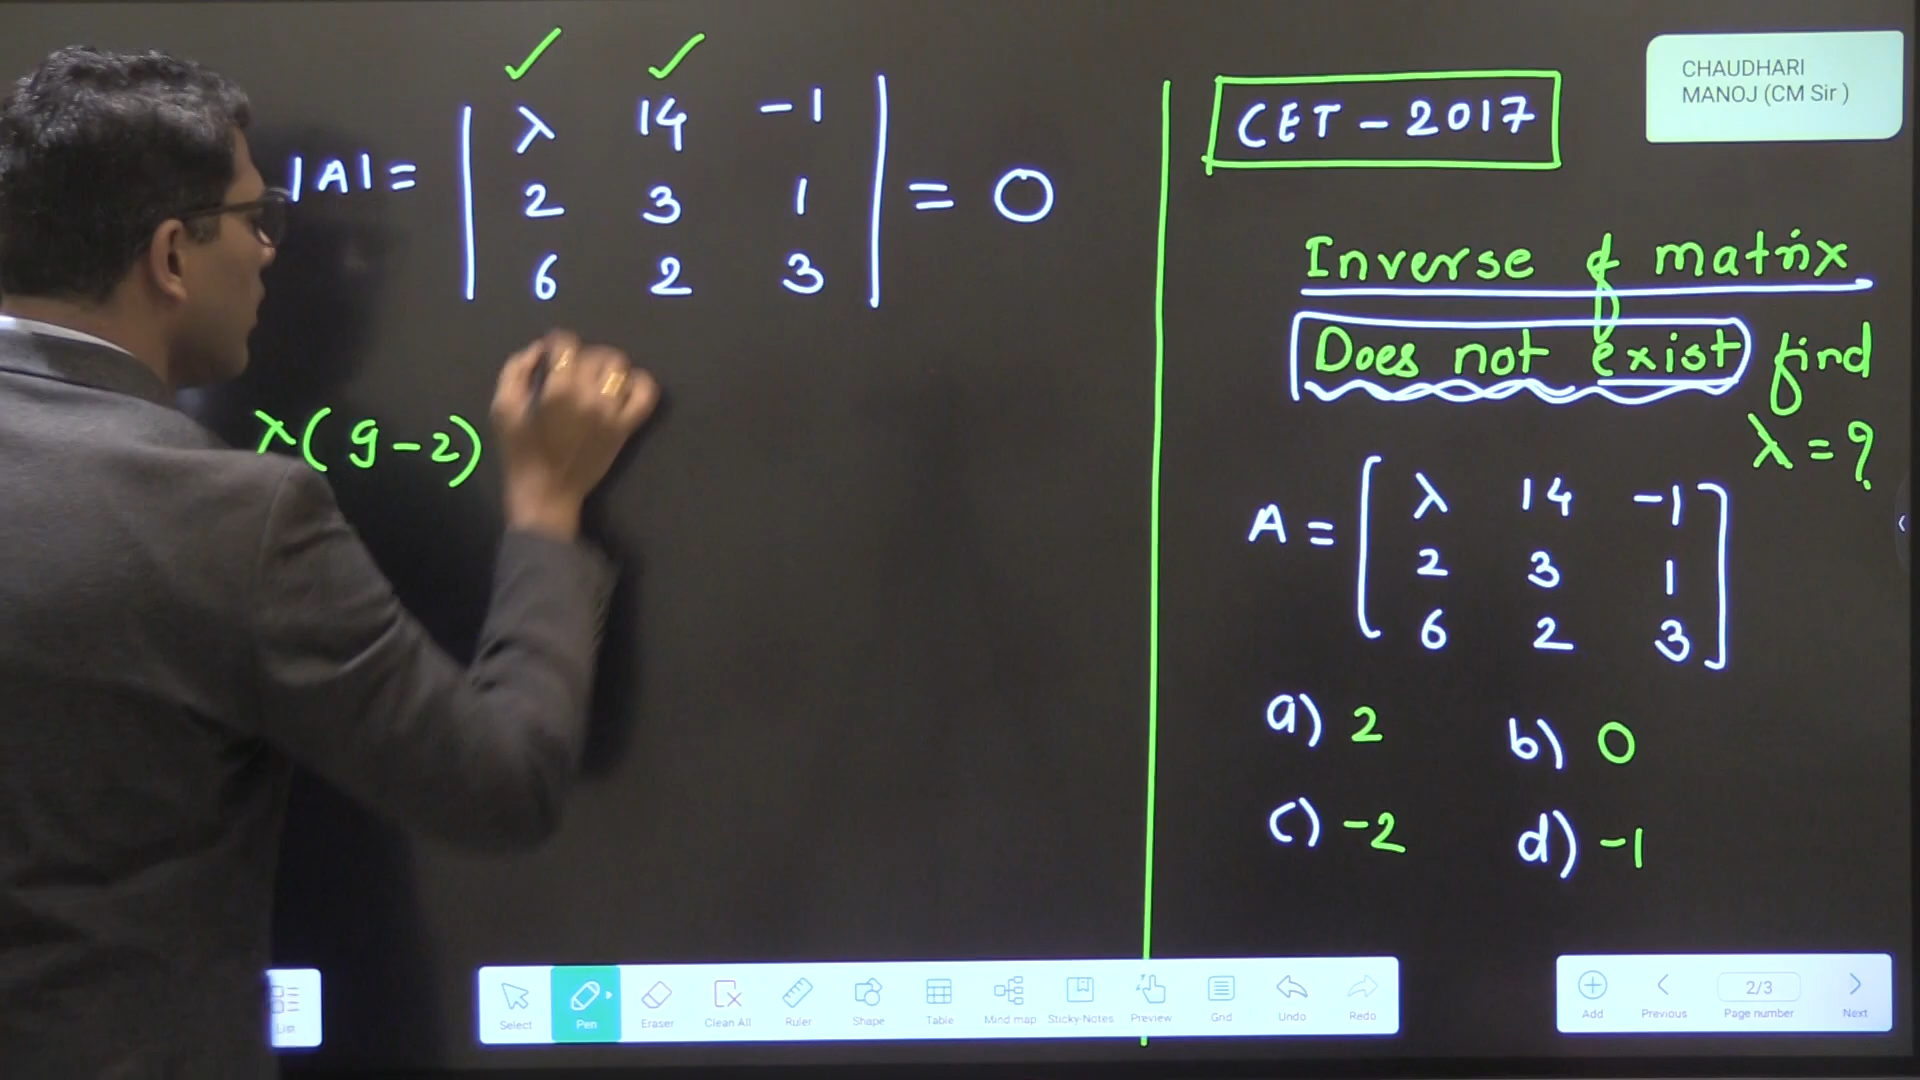 |A| = | λ 14 -1 | = 0
2 3 1
6 2 3
λ(9-2)
CET - 2017
CHAUDHARI
MANOJ (CM Sir )
Inverse of matrix
Does not exist find
λ = ?
A = [ λ 14 -1 ]
2 3 1
6 2 3
a) 2 b) 0
c) -2 d) -1
List
Select Pen Eraser Clean All Ruler Shape Table Mind map Sticky-Notes Preview Grid Undo Redo
2/3
Add Previous Page number Next